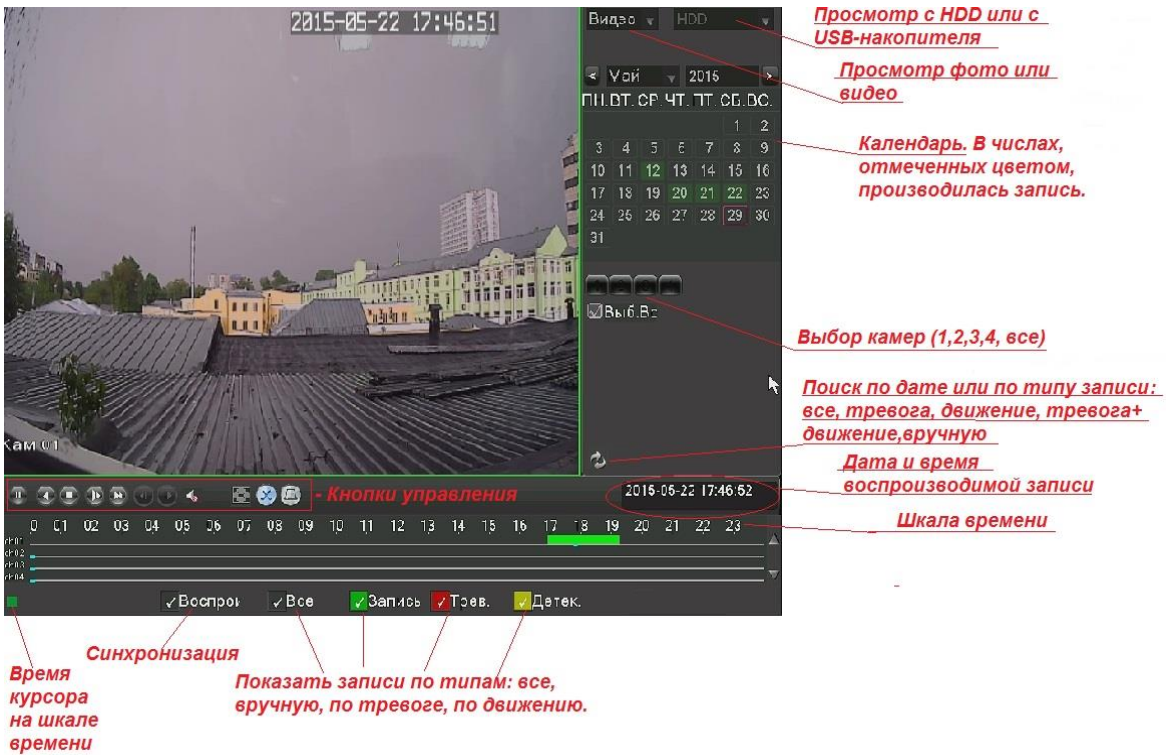 2015-05-22 17:46:51
Видэо
HDD
Просмотр с HDD или с
USB-накопителя
Просмотр фото или
видео
< Май 2015 >
ПН. ВТ. СР. ЧТ. ПТ. СБ. ВС.
1 2
3 4 5 6 7 8 9
10 11 12 13 14 15 16
17 18 19 20 21 22 23
24 25 26 27 28 29 30
31
Календарь. В числах,
отмеченных цветом,
производилась запись.
Выб.Вс
Выбор камер (1,2,3,4, все)
Поиск по дате или по типу записи:
все, тревога, движение, тревога+
движение,вручную
Кам 01
Дата и время
воспроизводимой записи
- Кнопки управления
2015-05-22 17:46:52
Шкала времени
0 01 02 03 04 05 06 07 08 09 10 11 12 13 14 15 16 17 18 19 20 21 22 23
ch01
ch02
ch03
ch04
Воспрои Все Запись Трев. Детек.
Синхронизация
Время
курсора
на шкале
времени
Показать записи по типам: все,
вручную, по тревоге, по движению.